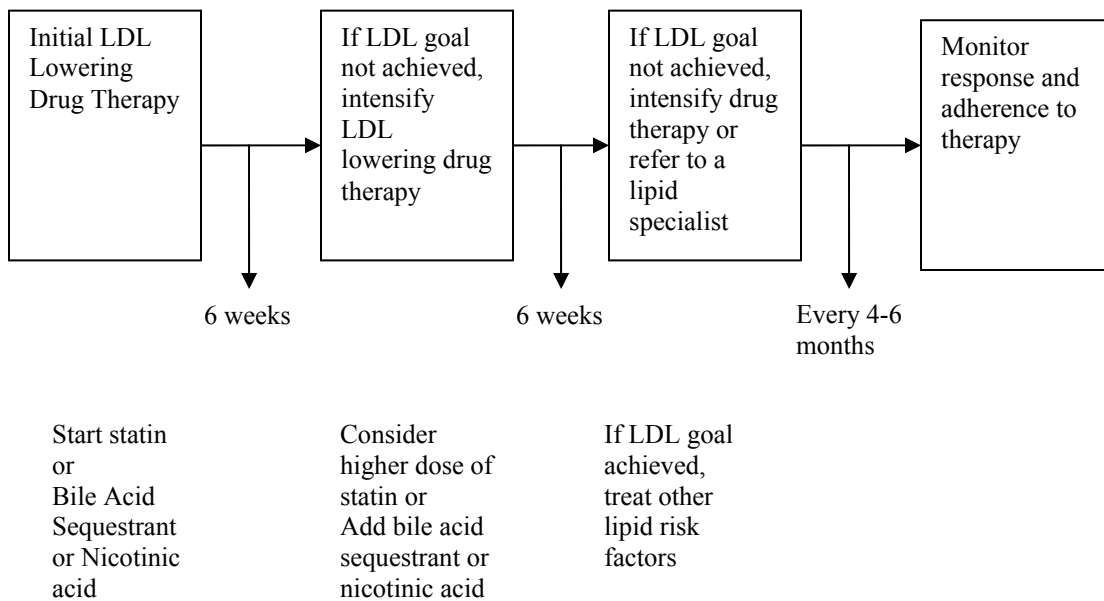 Initial LDL
Lowering
Drug Therapy
If LDL goal
not achieved,
intensify
LDL
lowering drug
therapy
If LDL goal
not achieved,
intensify drug
therapy or
refer to a
lipid
specialist
Monitor
response and
adherence to
therapy
6 weeks
6 weeks
Every 4-6
months
Start statin
or
Bile Acid
Sequestrant
or Nicotinic
acid
Consider
higher dose of
statin or
Add bile acid
sequestrant or
nicotinic acid
If LDL goal
achieved,
treat other
lipid risk
factors